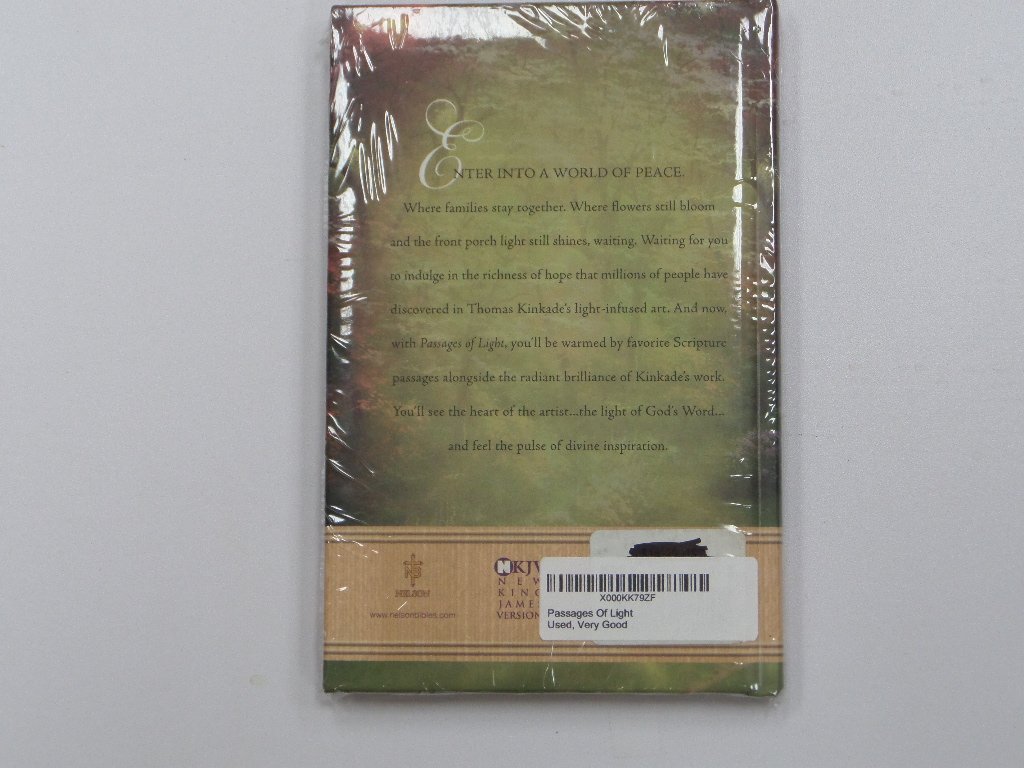 ENTER INTO A WORLD OF PEACE.
Where families stay together. Where flowers still bloom
and the front porch light still shines, waiting. Waiting for you
to indulge in the richness of hope that millions of people have
discovered in Thomas Kinkade's light-infused art. And now,
with Passages of Light, you'll be warmed by favorite Scripture
passages alongside the radiant brilliance of Kinkade's work.
You'll see the heart of the artist...the light of God's Word...
and feel the pulse of divine inspiration.
NELSON
www.nelsonbibles.com
NKJV
NEW
KING
JAMES
VERSION
X000KK79ZF
Passages Of Light
Used, Very Good